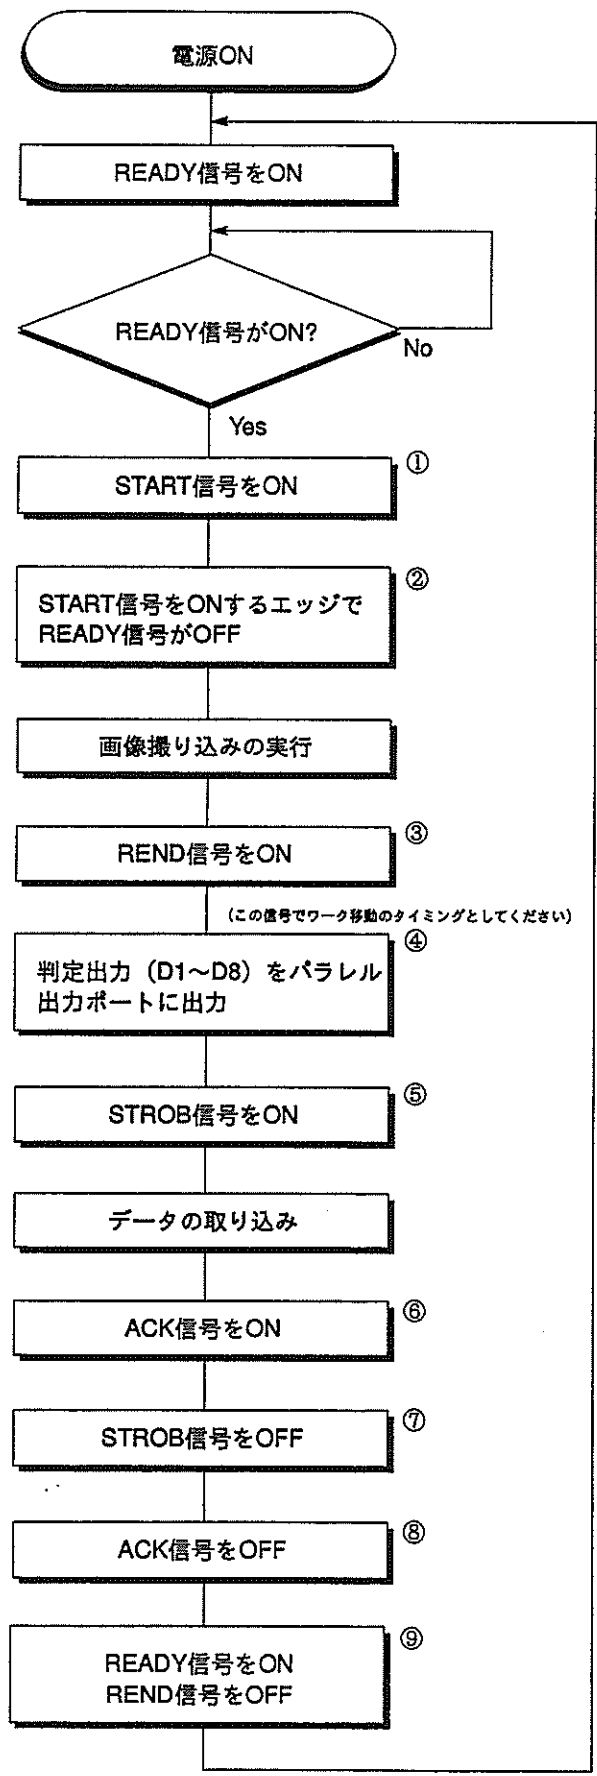 電源ON
READY信号をON
READY信号がON?
No
Yes
①
START信号をON
②
START信号をONするエッジで
READY信号がOFF
画像撮り込みの実行
③
REND信号をON
(この信号でワーク移動のタイミングとしてください)
④
判定出力(D1~D8)をパラレル
出力ポートに出力
⑤
STROB信号をON
データの取り込み
⑥
ACK信号をON
⑦
STROB信号をOFF
⑧
ACK信号をOFF
⑨
READY信号をON
REND信号をOFF